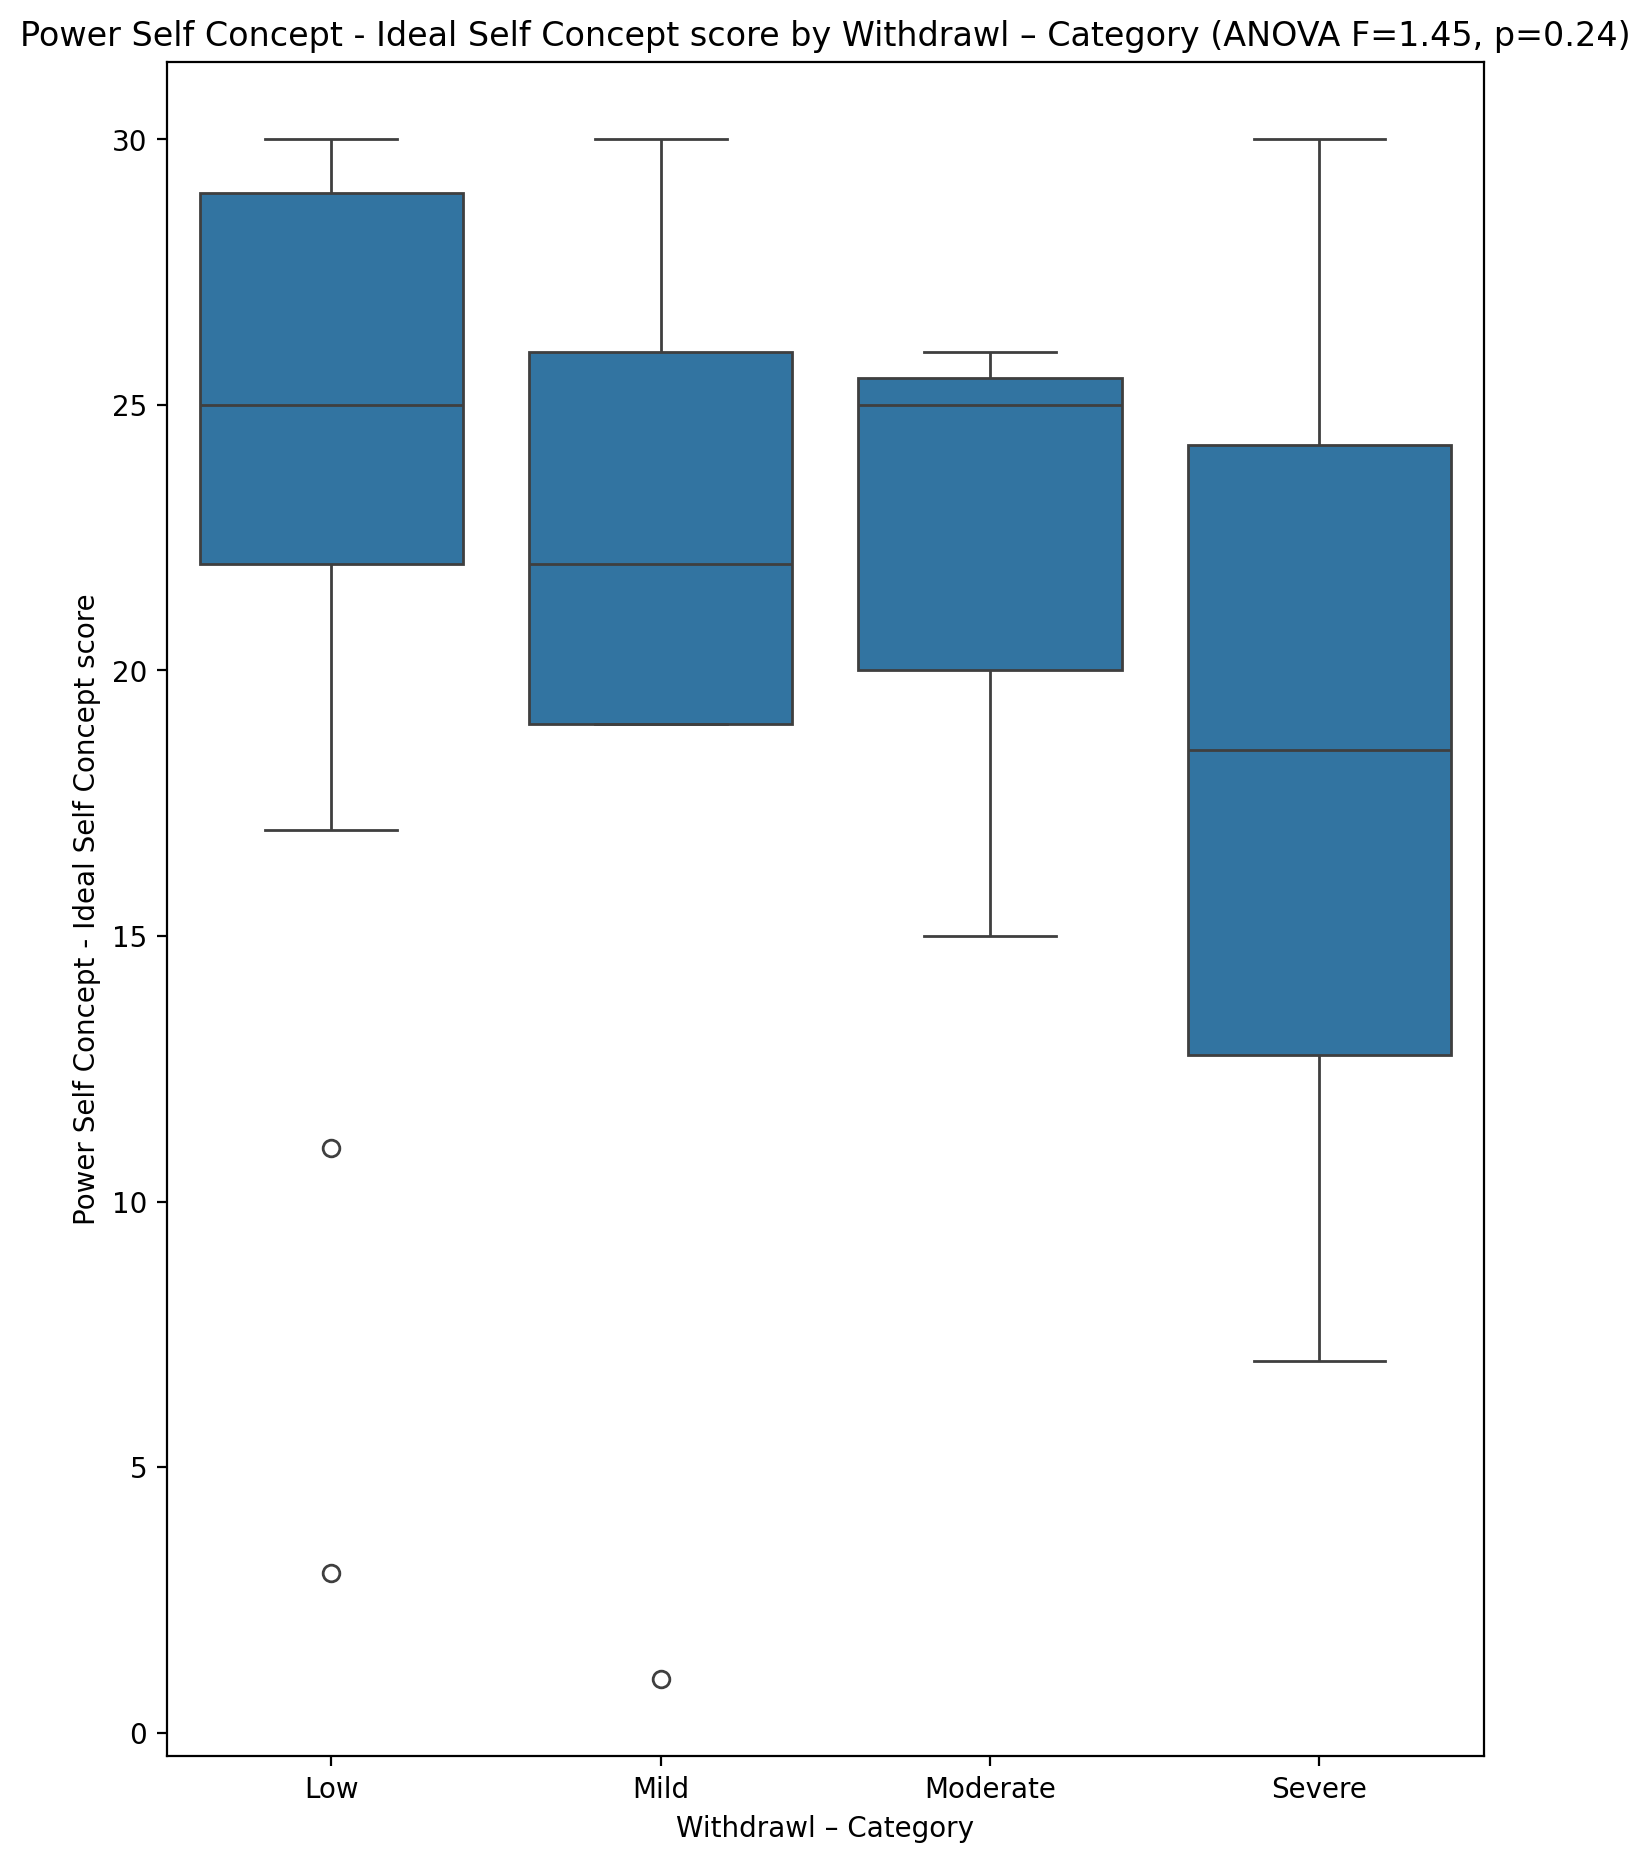 Power Self Concept - Ideal Self Concept score by Withdrawl – Category (ANOVA F=1.45, p=0.24)
Power Self Concept - Ideal Self Concept score
30
25
20
15
10
5
0
Low
Mild
Moderate
Severe
Withdrawl – Category